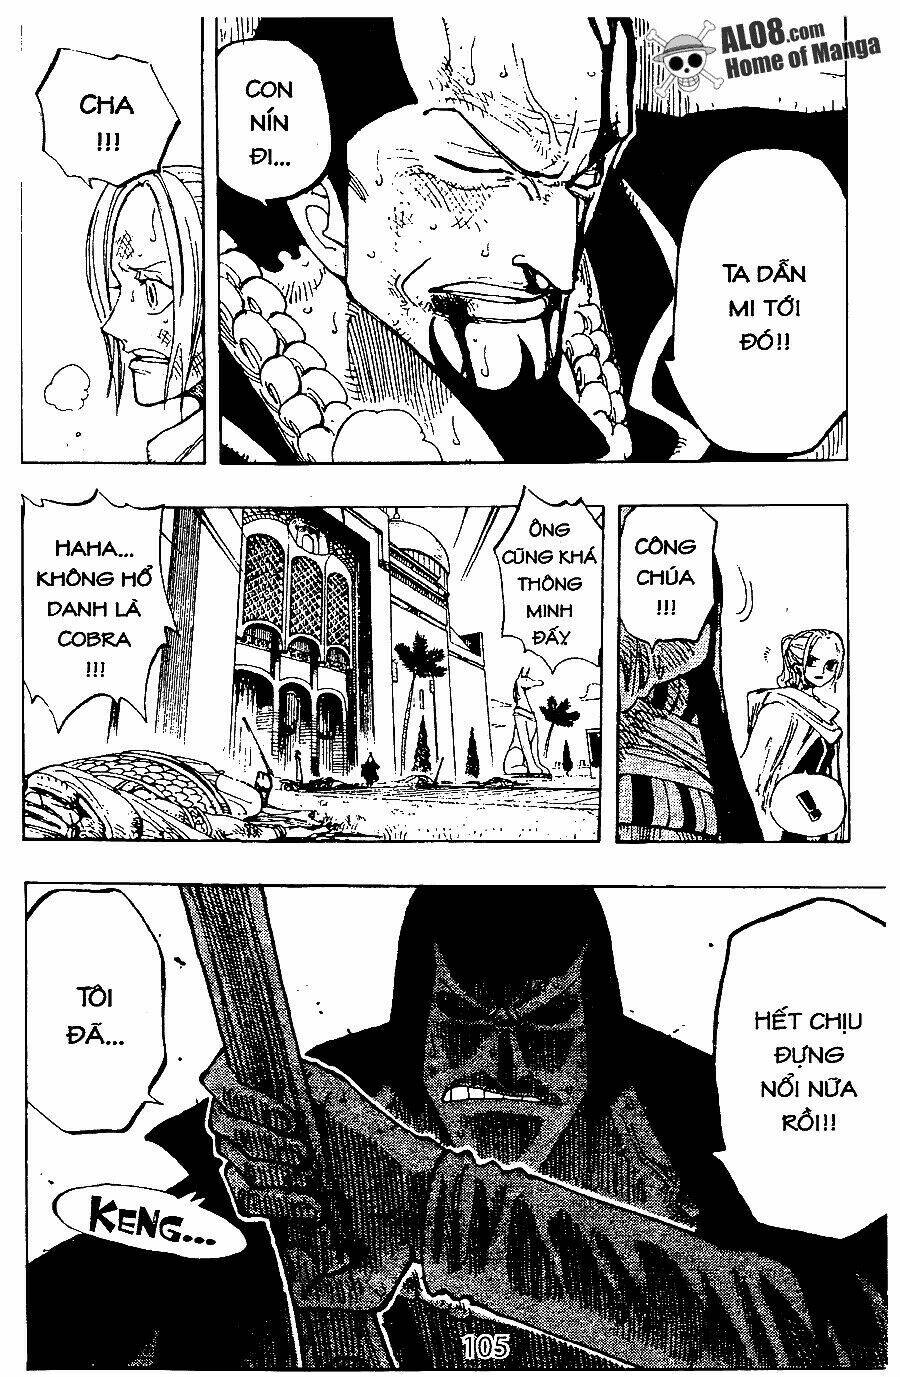 AL08.com
Home of Manga
TA DẪN
MI TỚI
ĐÓ!!
CON
NÍN
ĐI...
CHA
!!!
CÔNG
CHÚA
!!!
ÔNG
CŨNG KHÁ
THÔNG
MINH
ĐẤY.
HAHA...
KHÔNG HỔ
DANH LÀ
COBRA
!!!
!
HẾT CHỊU
ĐỰNG
NỔI NỮA
RỒI!!
TÔI
ĐÃ...
KENG...
105